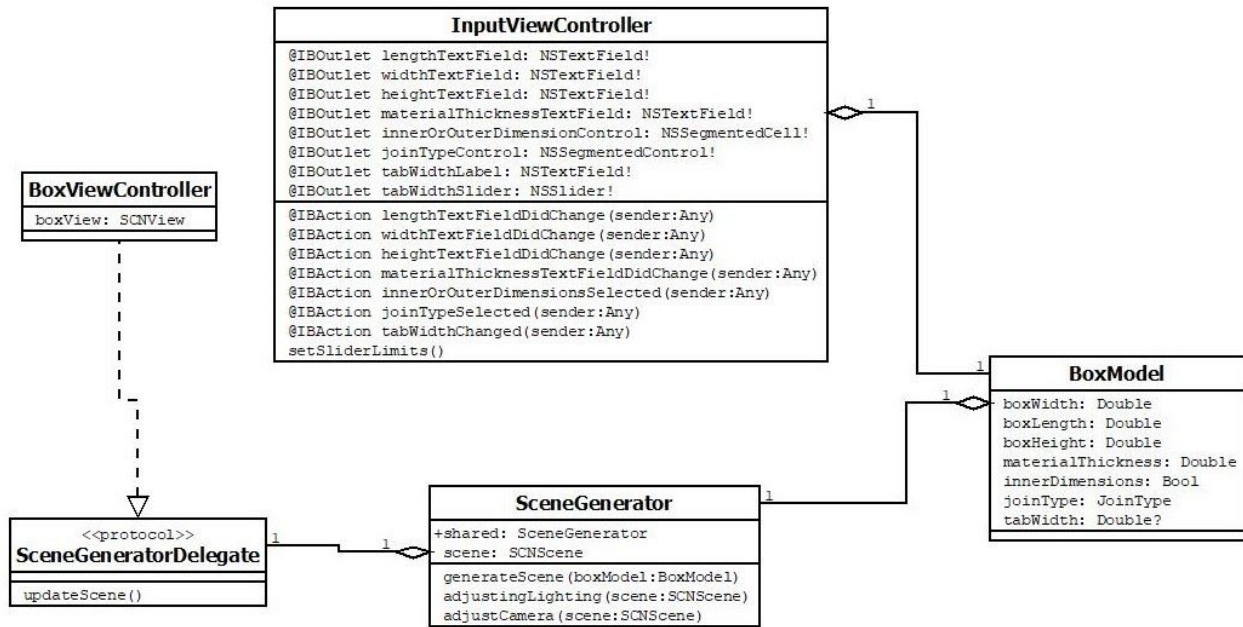 InputViewController
@IBOutlet lengthTextField: NSTextField!
@IBOutlet widthTextField: NSTextField!
@IBOutlet heightTextField: NSTextField!
@IBOutlet materialThicknessTextField: NSTextField!
@IBOutlet innerOrOuterDimensionControl: NSSegmentedCell!
@IBOutlet joinTypeControl: NSSegmentedControl!
@IBOutlet tabWidthLabel: NSTextField!
@IBOutlet tabWidthSlider: NSSlider!
@IBAction lengthTextFieldDidChange(sender:Any)
@IBAction widthTextFieldDidChange(sender:Any)
@IBAction heightTextFieldDidChange(sender:Any)
@IBAction materialThicknessTextFieldDidChange(sender:Any)
@IBAction innerOrOuterDimensionsSelected(sender:Any)
@IBAction joinTypeSelected(sender:Any)
@IBAction tabWidthChanged(sender:Any)
setSliderLimits()
1
BoxViewController
boxView: SCNView
1
BoxModel
boxWidth: Double
boxLength: Double
boxHeight: Double
materialThickness: Double
innerDimensions: Bool
joinType: JoinType
tabWidth: Double?
1
1
SceneGenerator
+shared: SceneGenerator
scene: SCNScene
generateScene(boxModel:BoxModel)
adjustingLighting(scene:SCNScene)
adjustCamera(scene:SCNScene)
1
1
<<protocol>>
SceneGeneratorDelegate
updateScene()